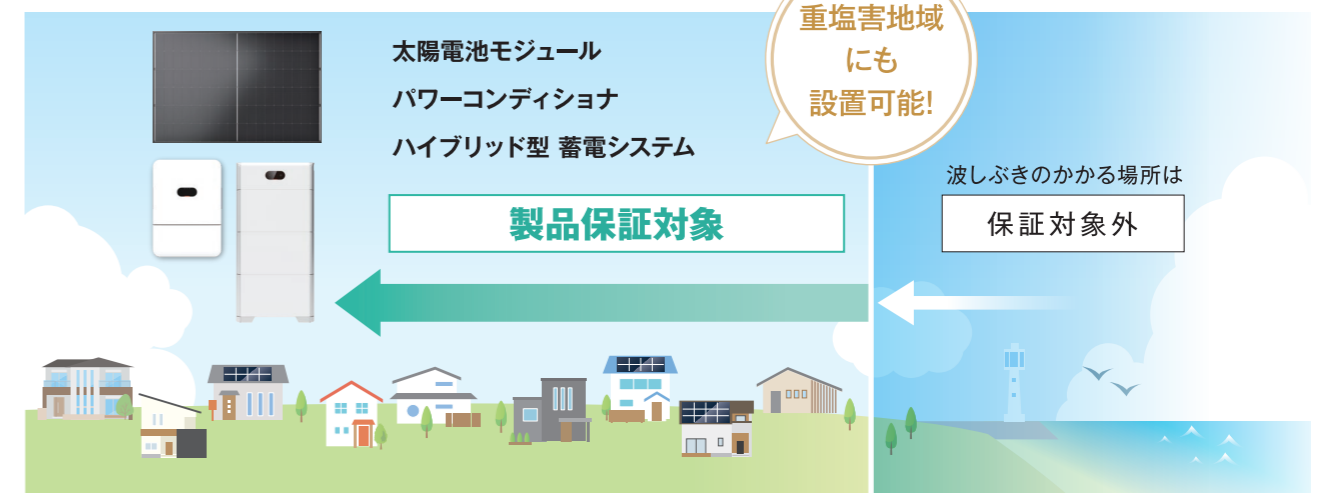 太陽電池モジュール
パワーコンディショナ
ハイブリッド型 蓄電システム
製品保証対象
重塩害地域
にも
設置可能!
波しぶきのかかる場所は
保証対象外